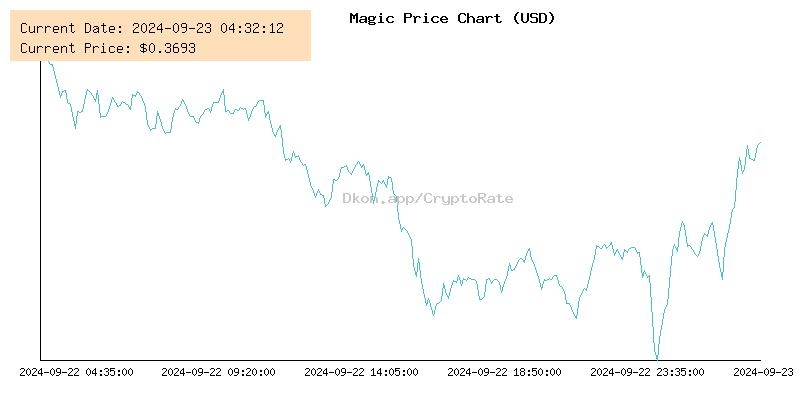 Magic Price Chart (USD)
Current Date: 2024-09-23 04:32:12
Current Price: $0.3693
Dkon.app/CryptoRate
2024-09-22 04:35:00 2024-09-22 09:20:00 2024-09-22 14:05:00 2024-09-22 18:50:00 2024-09-22 23:35:00 2024-09-23